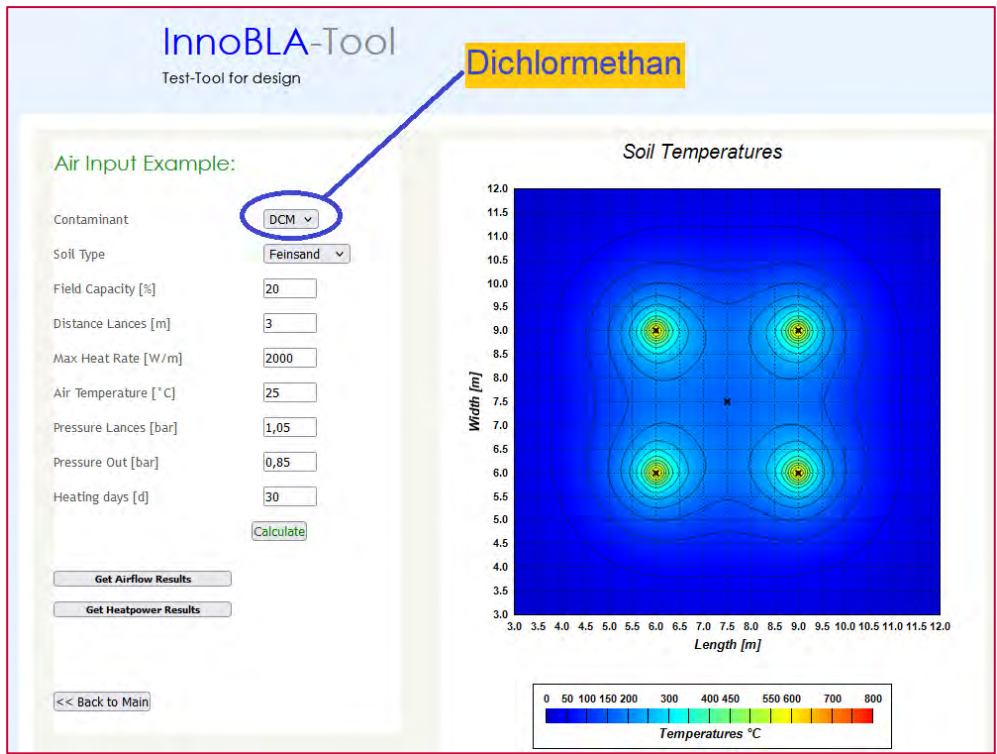 InnoBLA-Tool
Test-Tool for design
Dichlormethan
Air Input Example:
Contaminant DCM
Soil Type Feinsand
Field Capacity [%] 20
Distance Lances [m] 3
Max Heat Rate [W/m] 2000
Air Temperature [°C] 25
Pressure Lances [bar] 1,05
Pressure Out [bar] 0,85
Heating days [d] 30
Calculate
Get Airflow Results
Get Heatpower Results
<< Back to Main
Soil Temperatures
12.0
11.5
11.0
10.5
10.0
9.5
9.0
8.5
8.0
7.5
7.0
6.5
6.0
5.5
5.0
4.5
4.0
3.5
3.0
Width [m]
3.0 3.5 4.0 4.5 5.0 5.5 6.0 6.5 7.0 7.5 8.0 8.5 9.0 9.5 10.0 10.5 11.0 11.5 12.0
Length [m]
0 50 100 150 200 300 400 450 550 600 700 800
Temperatures °C